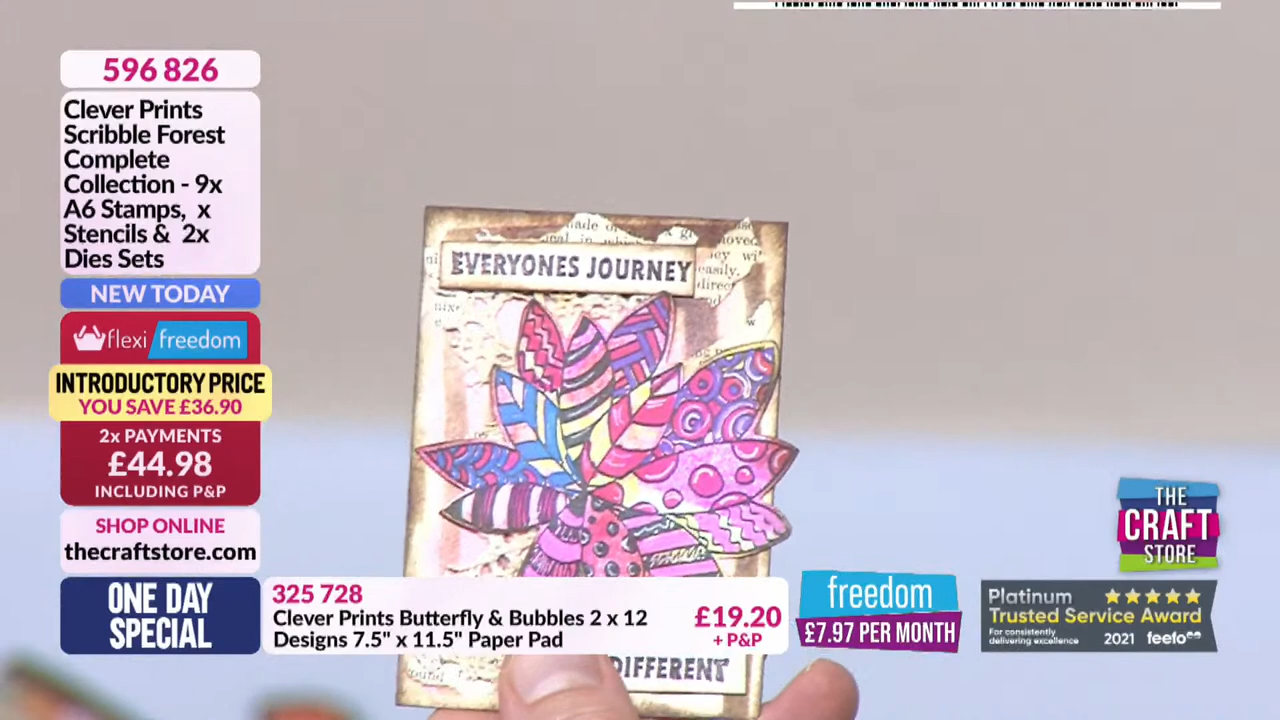 596 826
Clever Prints
Scribble Forest
Complete
Collection - 9x
A6 Stamps, x
Stencils & 2x
Dies Sets
NEW TODAY
flexi freedom
INTRODUCTORY PRICE
YOU SAVE £36.90
2x PAYMENTS
£44.98
INCLUDING P&P
SHOP ONLINE
thecraftstore.com
ONE DAY
SPECIAL
325 728
Clever Prints Butterfly & Bubbles 2 x 12
Designs 7.5" x 11.5" Paper Pad
£19.20
+ P&P
freedom
£7.97 PER MONTH
THE
CRAFT
STORE
Platinum
Trusted Service Award
For consistently
delivering excellence
2021 feefo
EVERYONES JOURNEY
easily,
DIFFERENT